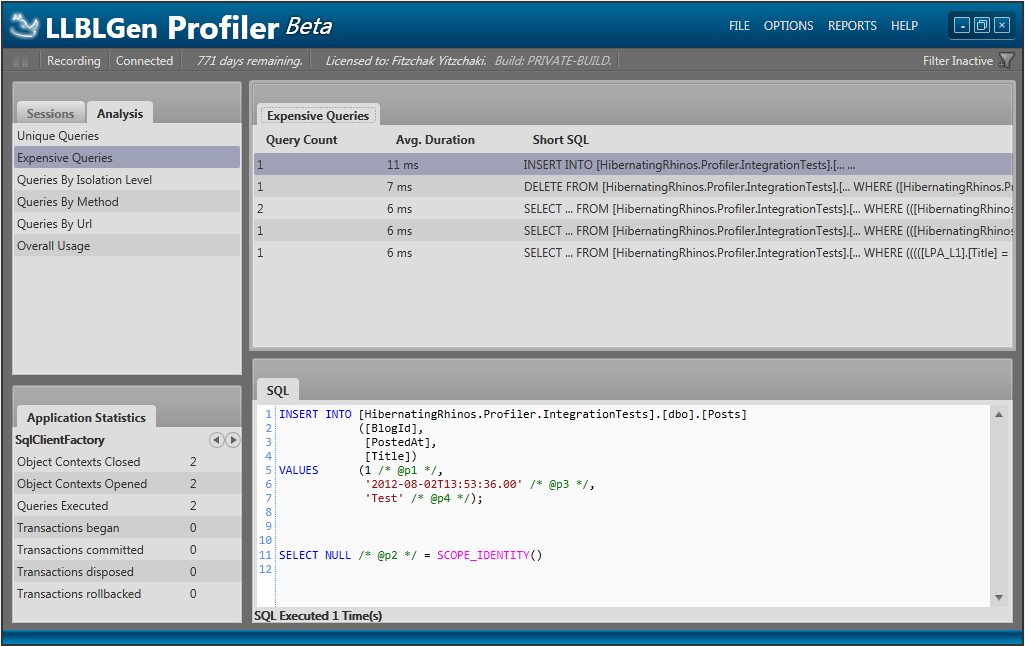 LLBLGen Profiler Beta
FILE OPTIONS REPORTS HELP
Recording Connected 771 days remaining. Licensed to: Fitzchak Yitzchaki. Build: PRIVATE-BUILD. Filter Inactive
Sessions Analysis
Unique Queries
Expensive Queries
Queries By Isolation Level
Queries By Method
Queries By Url
Overall Usage
Expensive Queries
Query Count Avg. Duration Short SQL
1 11 ms INSERT INTO [HibernatingRhinos.Profiler.IntegrationTests].[... ...
1 7 ms DELETE FROM [HibernatingRhinos.Profiler.IntegrationTests].[... WHERE ([HibernatingRhinos.Pr
2 6 ms SELECT ... FROM [HibernatingRhinos.Profiler.IntegrationTests].[... WHERE (([HibernatingRhinos
1 6 ms SELECT ... FROM [HibernatingRhinos.Profiler.IntegrationTests].[... WHERE (([HibernatingRhinos
1 6 ms SELECT ... FROM [HibernatingRhinos.Profiler.IntegrationTests].[... WHERE ((((([LPA_L1].[Title] =
Application Statistics
SqlClientFactory
Object Contexts Closed 2
Object Contexts Opened 2
Queries Executed 2
Transactions began 0
Transactions committed 0
Transactions disposed 0
Transactions rollbacked 0
SQL
1 INSERT INTO [HibernatingRhinos.Profiler.IntegrationTests].[dbo].[Posts]
2 ([BlogId],
3 [PostedAt],
4 [Title])
5 VALUES (1 /* @p1 */,
6 '2012-08-02T13:53:36.00' /* @p3 */,
7 'Test' /* @p4 */);
8
9
10
11 SELECT NULL /* @p2 */ = SCOPE_IDENTITY()
12
SQL Executed 1 Time(s)